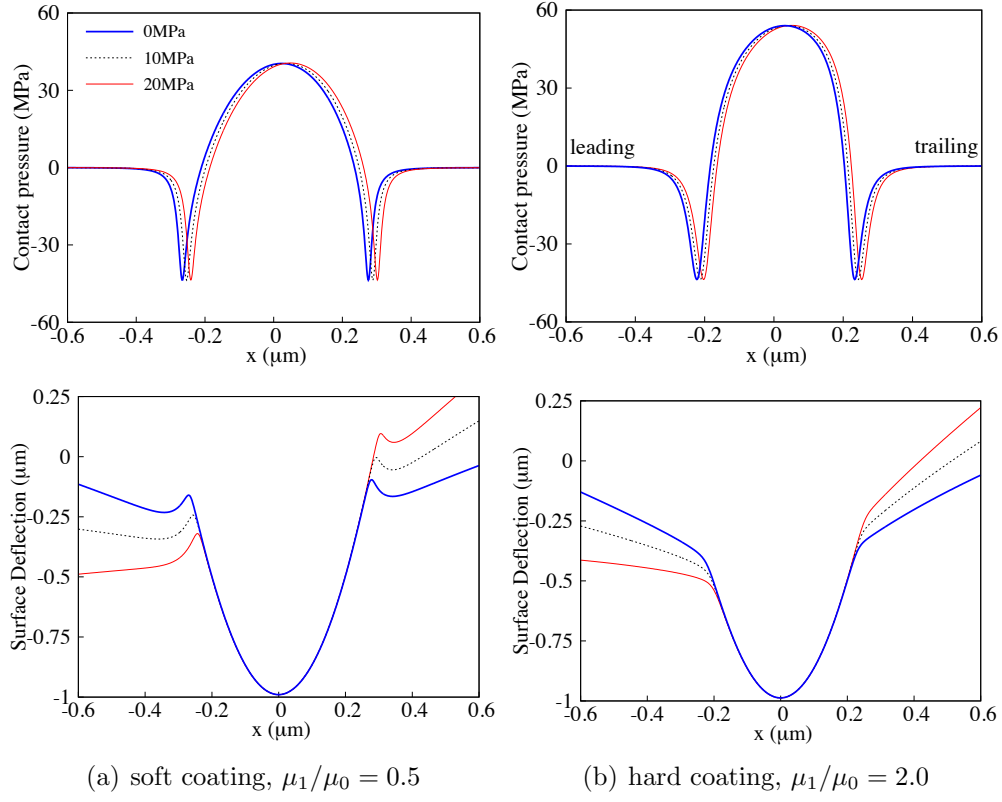 60
30
0
-30
-60
Contact pressure (MPa)
0MPa
10MPa
20MPa
-0.6 -0.4 -0.2 0 0.2 0.4 0.6
x (μm)
60
30
0
-30
-60
Contact pressure (MPa)
leading
trailing
-0.6 -0.4 -0.2 0 0.2 0.4 0.6
x (μm)
0.25
0
-0.25
-0.5
-0.75
-1
Surface Deflection (μm)
-0.6 -0.4 -0.2 0 0.2 0.4 0.6
x (μm)
0.25
0
-0.25
-0.5
-0.75
-1
Surface Deflection (μm)
-0.6 -0.4 -0.2 0 0.2 0.4 0.6
x (μm)
(a) soft coating, μ₁/μ₀ = 0.5
(b) hard coating, μ₁/μ₀ = 2.0